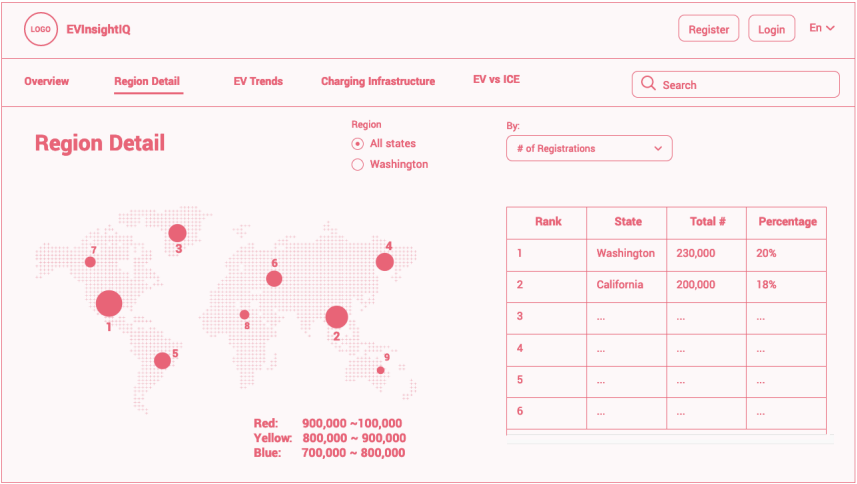 LOGO EVInsightIQ Register Login En
Overview Region Detail EV Trends Charging Infrastructure EV vs ICE Search
Region Detail
Region
All states
Washington
By:
# of Registrations
1
2
3
4
5
6
7
8
9
Red: 900,000 ~100,000
Yellow: 800,000 ~ 900,000
Blue: 700,000 ~ 800,000
Rank State Total # Percentage
1 Washington 230,000 20%
2 California 200,000 18%
3 ... ... ...
4 ... ... ...
5 ... ... ...
6 ... ... ...